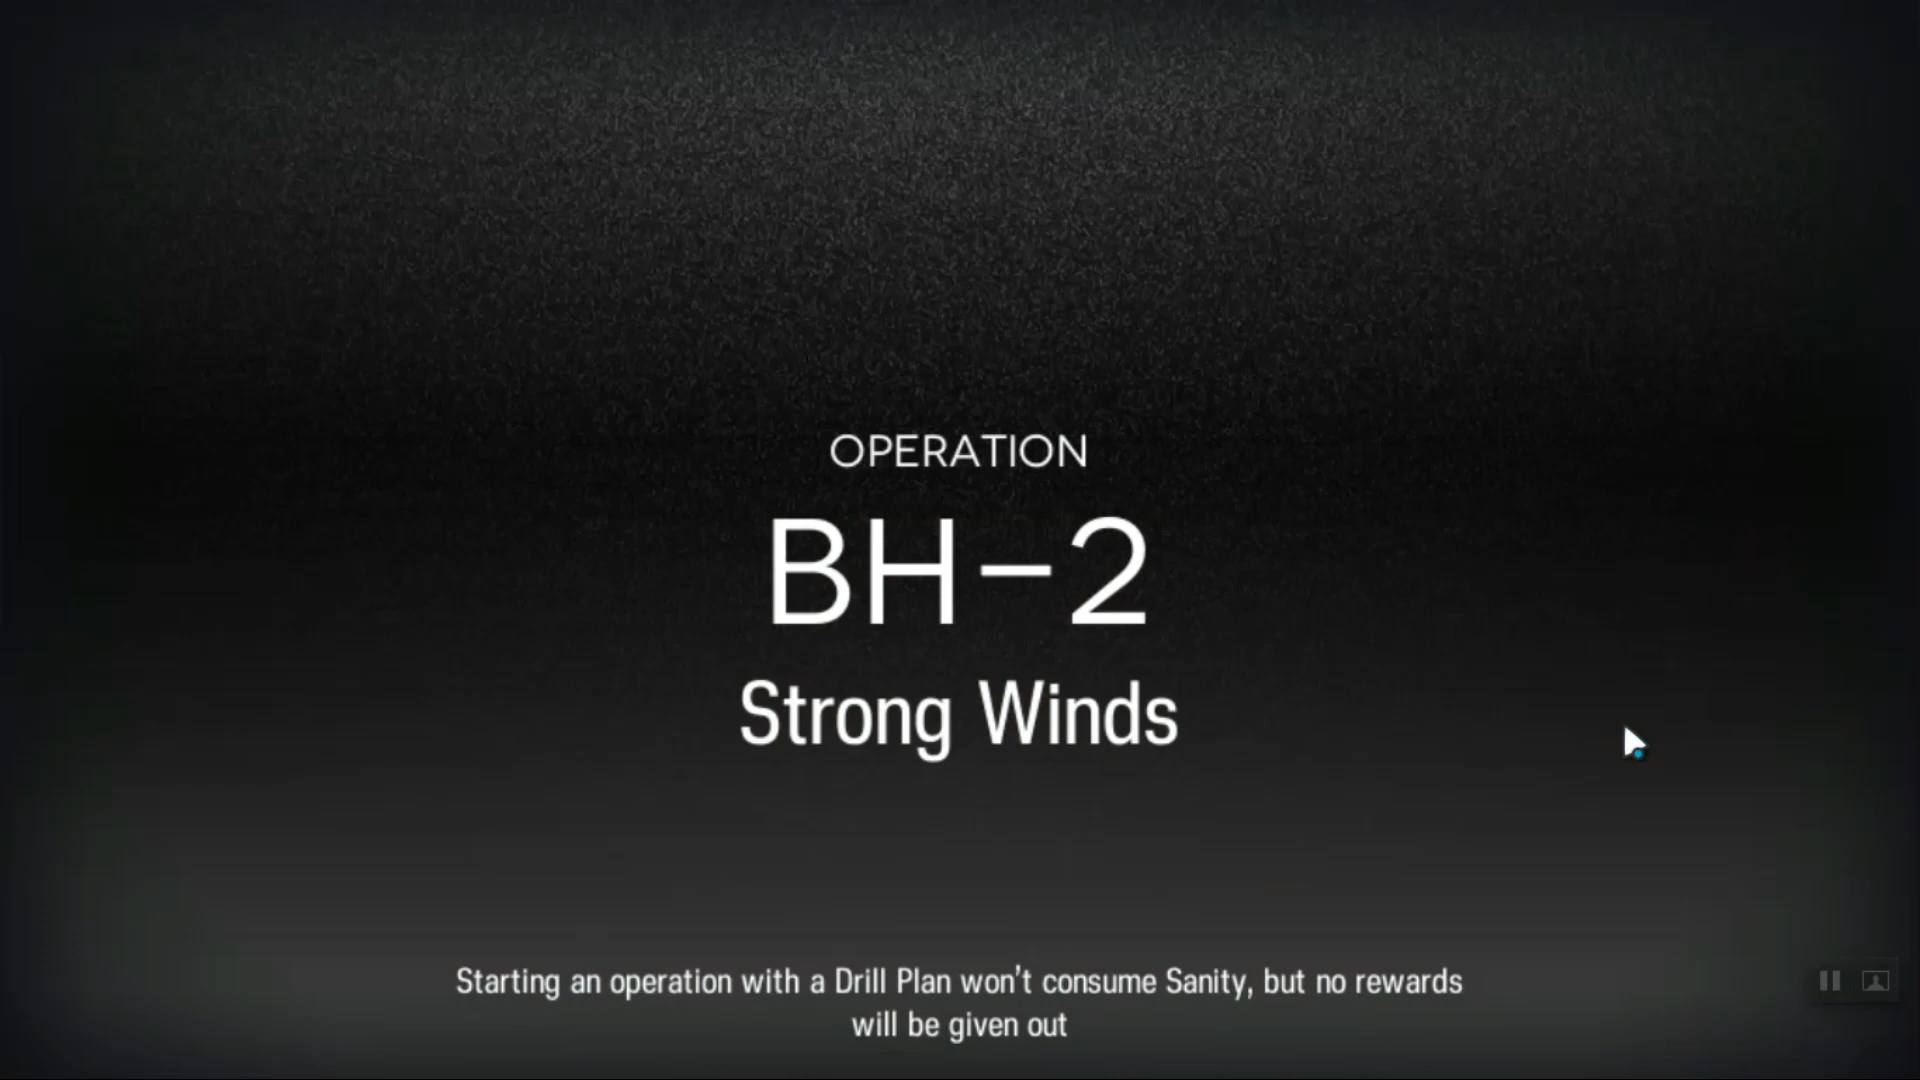 OPERATION
BH-2
Strong Winds
Starting an operation with a Drill Plan won't consume Sanity, but no rewards
will be given out